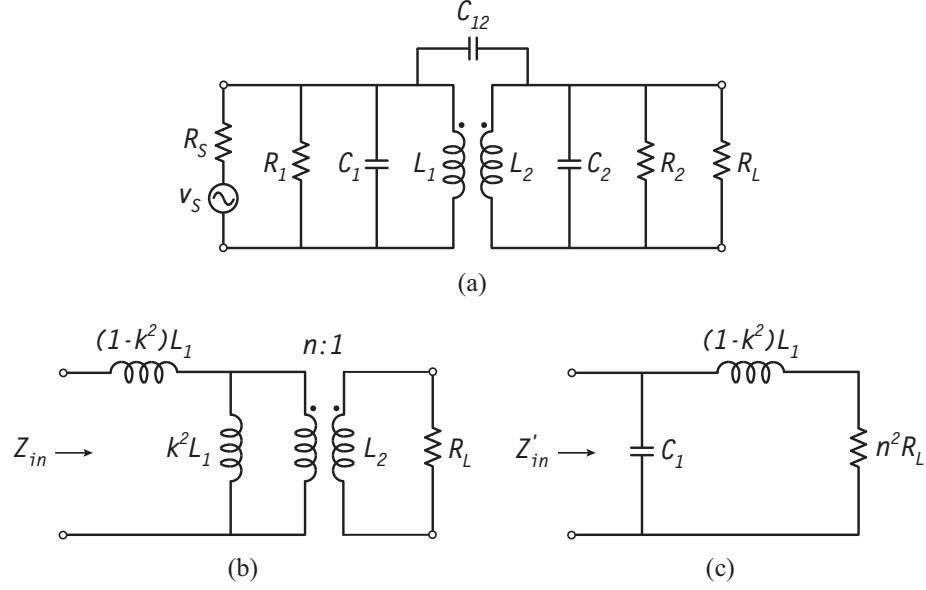 C12
RS
vS
R1
C1
L1
L2
C2
R2
RL
(a)
(1-k²)L1
n:1
Zin
k²L1
L2
RL
(b)
(1-k²)L1
Z'in
C1
n²RL
(c)